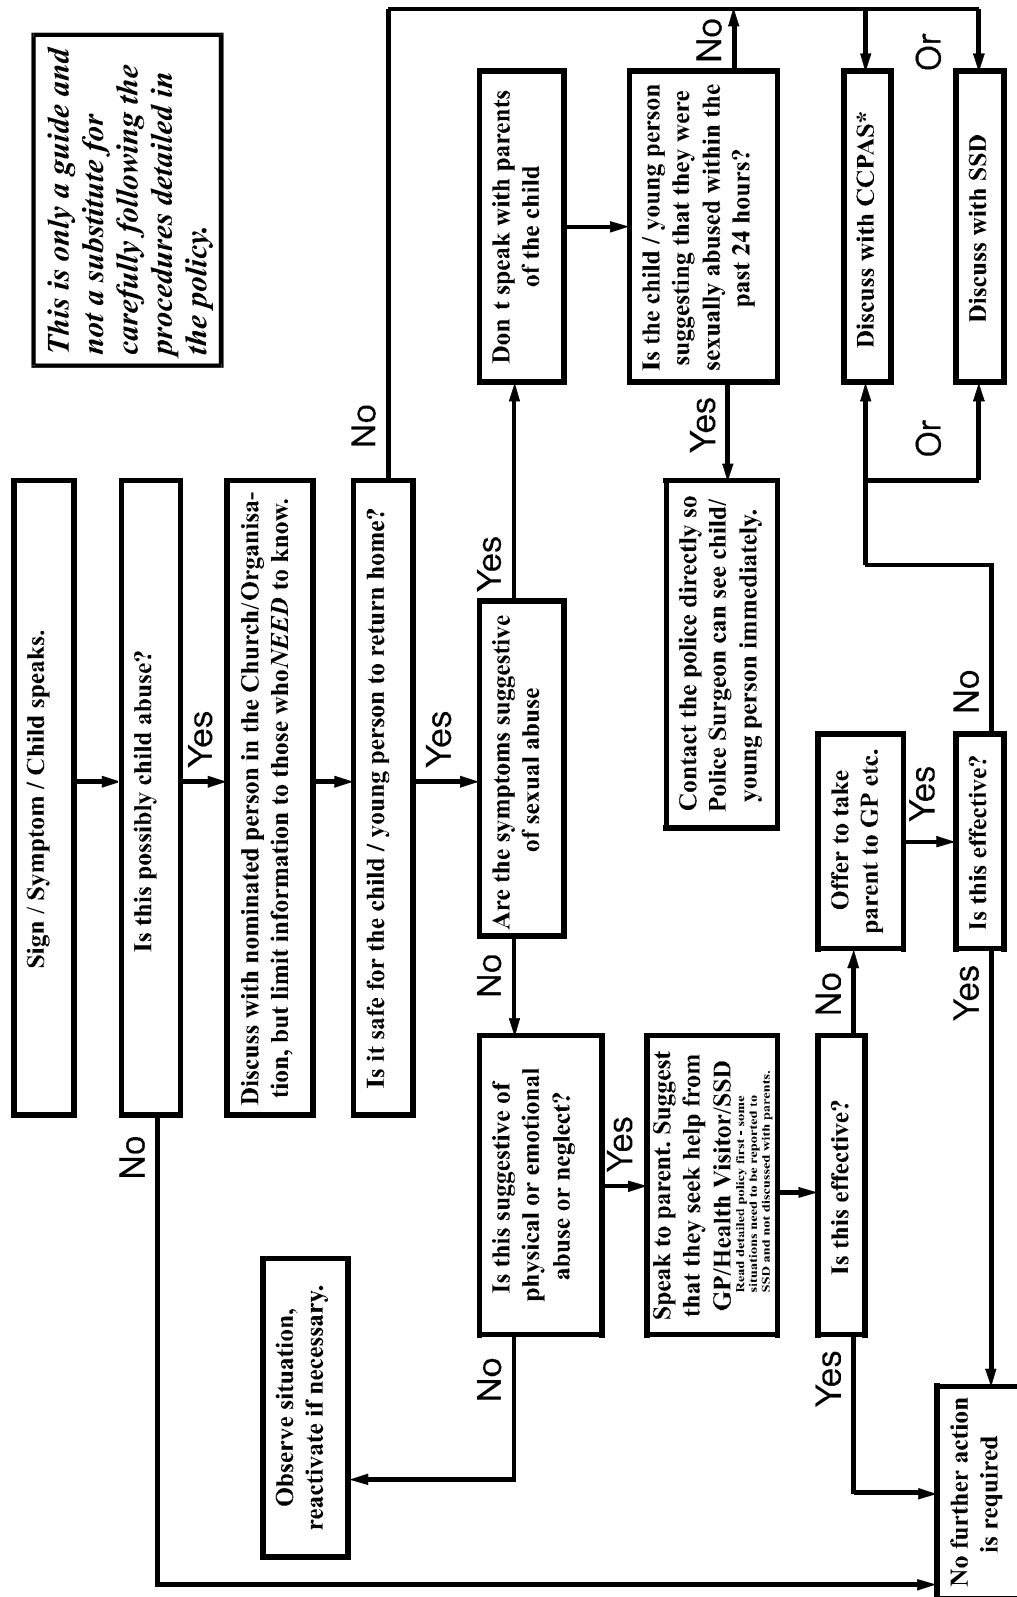 Sign / Symptom / Child speaks.
Is this possibly child abuse?
No
Yes
Discuss with nominated person in the Church/Organisa-
tion, but limit information to those who NEED to know.
Is it safe for the child / young person to return home?
No
Yes
This is only a guide and
not a substitute for
carefully following the
procedures detailed in
the policy.
Observe situation,
reactivate if necessary.
Are the symptoms suggestive
of sexual abuse
No
Yes
Is this suggestive of
physical or emotional
abuse or neglect?
No
Yes
Don t speak with parents
of the child
Speak to parent. Suggest
that they seek help from
GP/Health Visitor/SSD
Read detailed policy first - some
situations need to be reported to
SSD and not discussed with parents.
Is the child / young person
suggesting that they were
sexually abused within the
past 24 hours?
Yes
No
Contact the police directly so
Police Surgeon can see child/
young person immediately.
Is this effective?
Yes
No
Offer to take
parent to GP etc.
Yes
Discuss with CCPAS*
Or
Or
Is this effective?
Yes
No
Discuss with SSD
No further action
is required